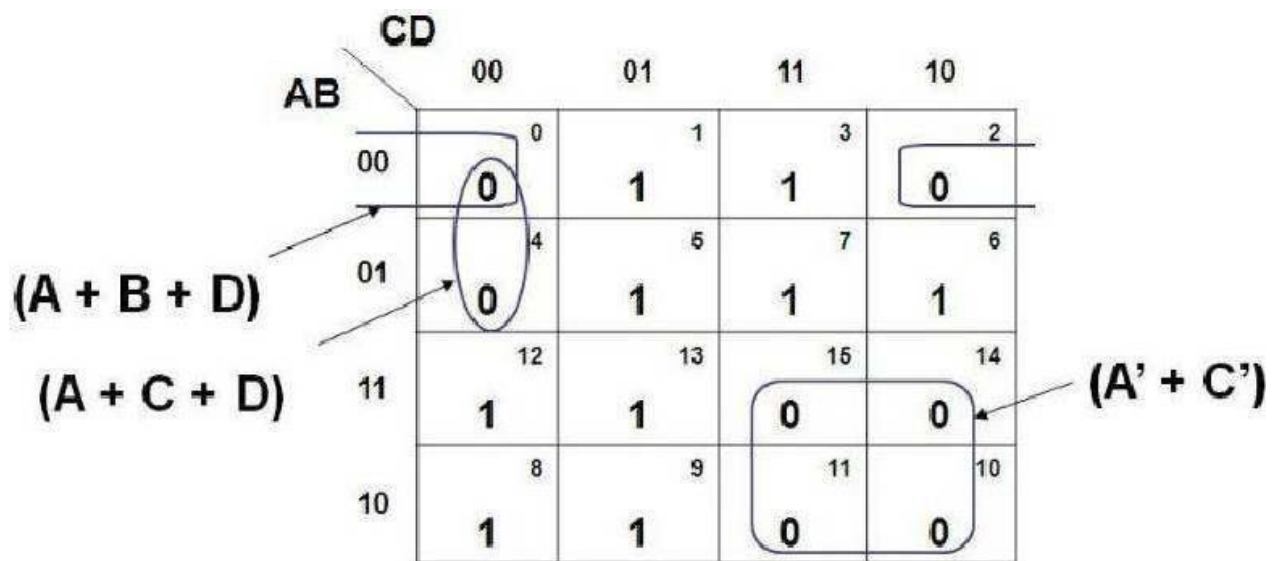 CD
00 01 11 10
AB
0 1 3 2
00
0 1 1 0
4 5 7 6
01
(A + B + D)
0 1 1 1
12 13 15 14
(A’ + C’)
11
(A + C + D)
1 1 0 0
8 9 11 10
10
1 1 0 0